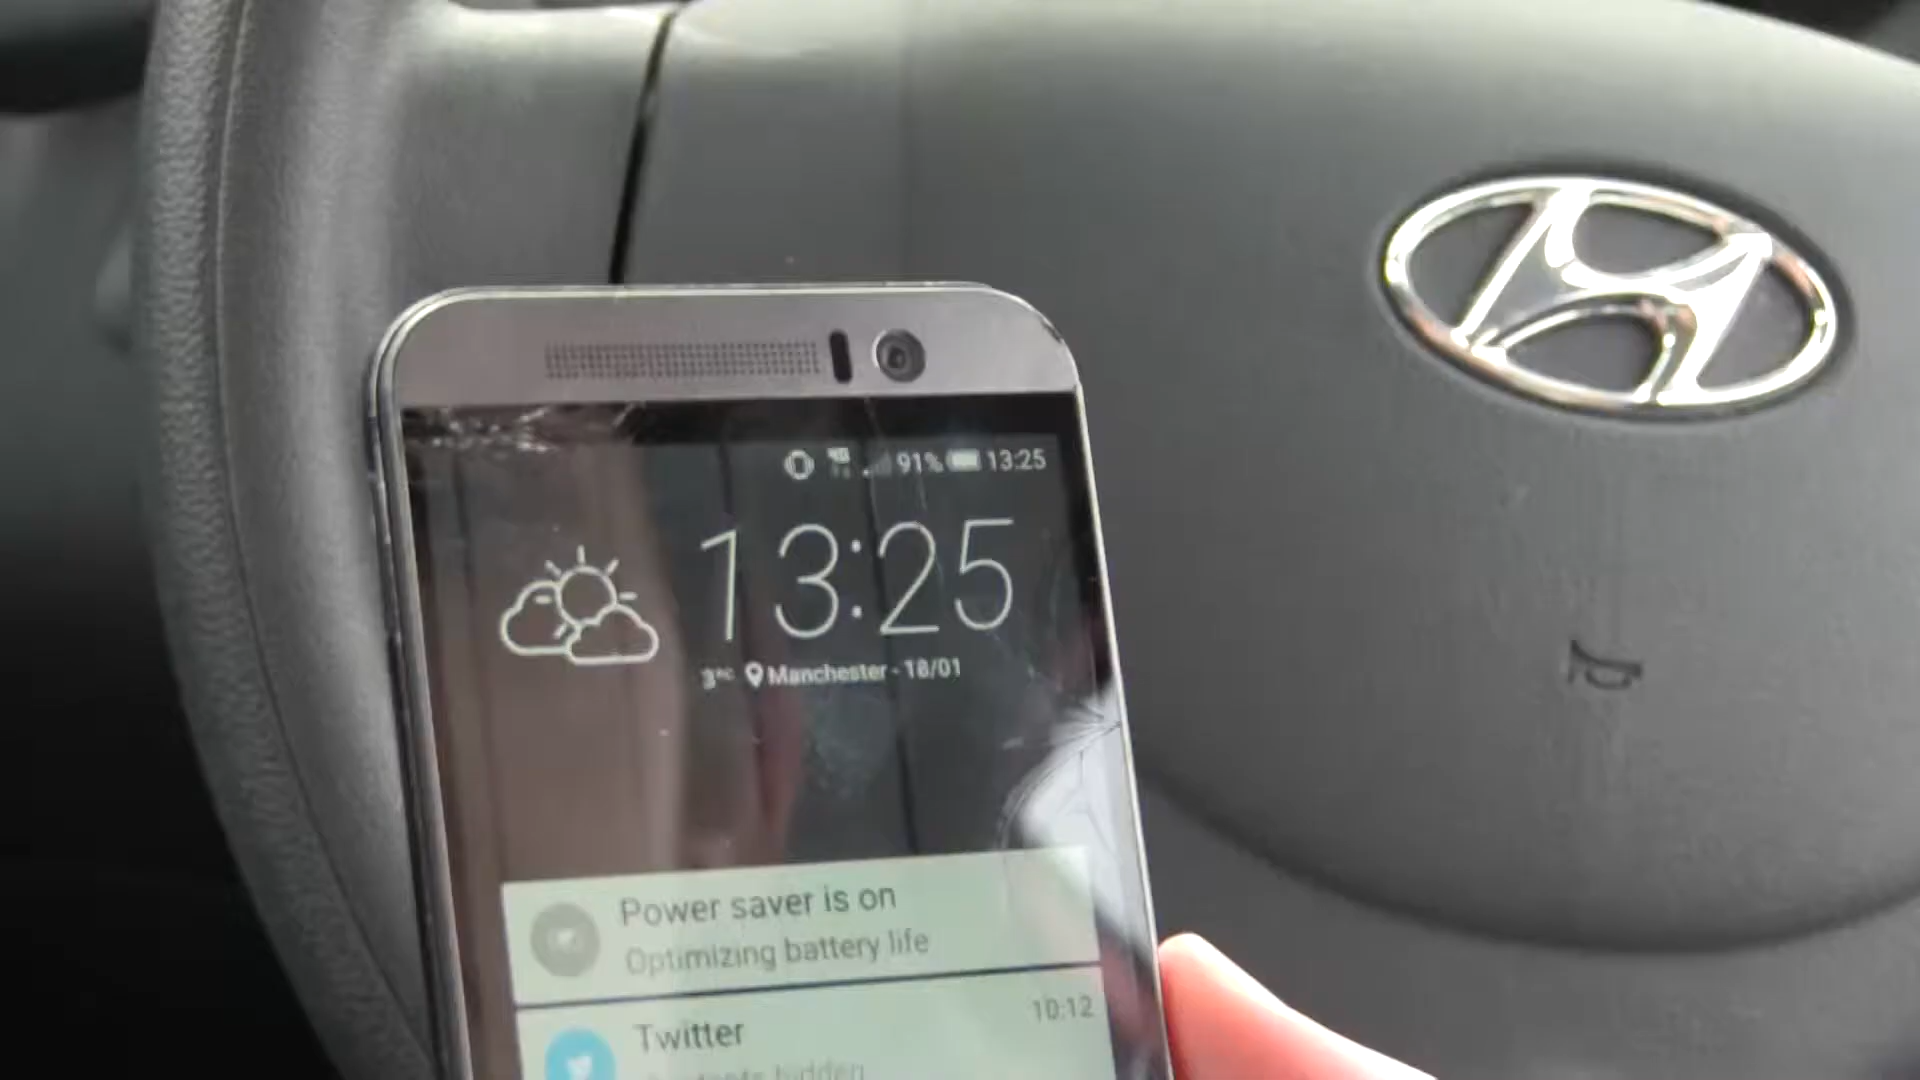 91% 13:25
13:25
3°C Manchester - 18/01
Power saver is on
Optimizing battery life
10:12
Twitter
hidden